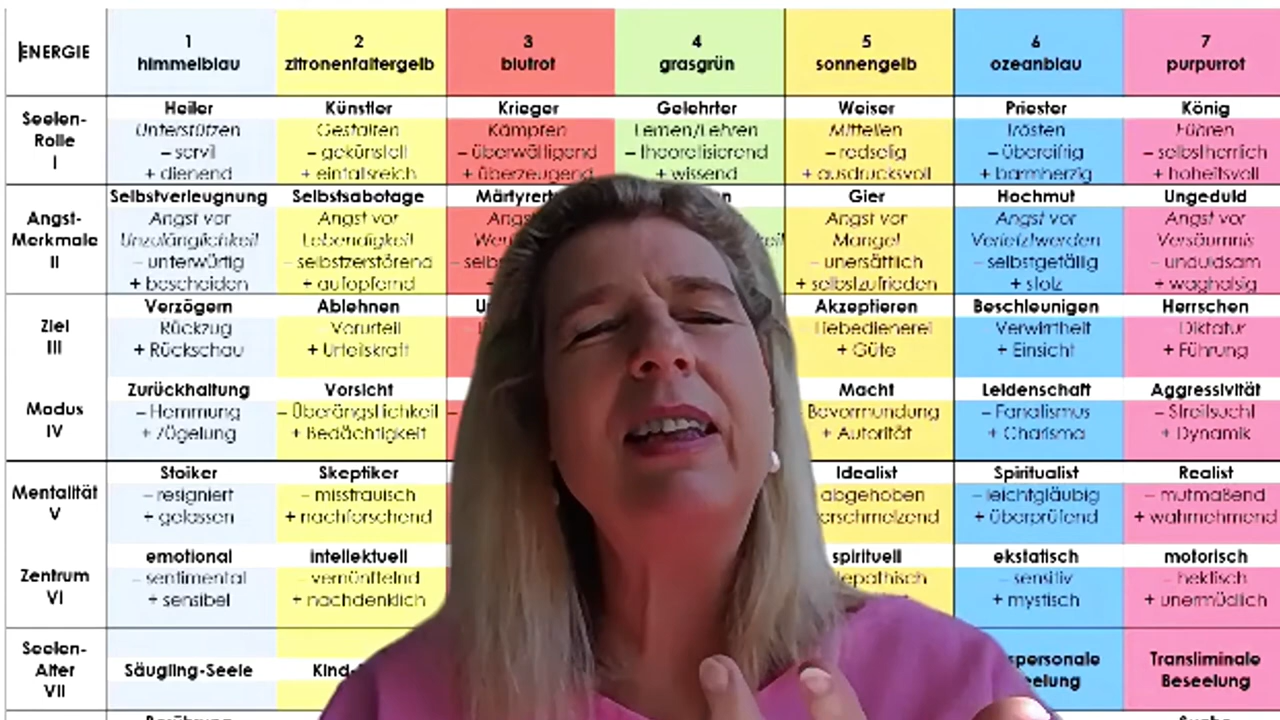 ENERGIE
1
himmelblau
2
zitronenfaltergelb
3
blutrot
4
grasgrün
5
sonnengelb
6
ozeanblau
7
purpurrot
Seelen-
Rolle
I
Heiler
Unterstützen
– servil
+ dienend
Künstler
Gestalten
– gekünstelt
+ einfallsreich
Krieger
Kämpfen
– überwältigend
+ überzeugend
Gelehrter
Lernen/Lehren
– theoretisierend
+ wissend
Weiser
Mitteilen
– redselig
+ ausdrucksvoll
Priester
Trösten
– übereifrig
+ barmherzig
König
Führen
– selbstherrlich
+ hoheitsvoll
Angst-
Merkmale
II
Selbstverleugnung
Angst vor
Unzulänglichkeit
– unterwürfig
+ bescheiden
Selbstsabotage
Angst vor
Lebendigkeit
– selbstzerstörend
+ aufopfernd
Gier
Angst vor
Mangel
– unersättlich
+ selbstzufrieden
Hochmut
Angst vor
Verletztwerden
– selbstgefällig
+ stolz
Ungeduld
Angst vor
Versäumnis
– unduldsam
+ waghalsig
Ziel
III
Verzögern
– Rückzug
+ Rückschau
Ablehnen
– Vorurteil
+ Urteilskraft
Akzeptieren
Liebedienerei
+ Güte
Beschleunigen
– Verwirrtheit
+ Einsicht
Herrschen
– Diktatur
+ Führung
Modus
IV
Zurückhaltung
– Hemmung
+ Zügelung
Vorsicht
– Überängstlichkeit
+ Bedächtigkeit
Macht
– Bevormundung
+ Autorität
Leidenschaft
– Fanatismus
+ Charisma
Aggressivität
– Streitsucht
+ Dynamik
Mentalität
V
Stoiker
– resigniert
+ gelassen
Skeptiker
– misstrauisch
+ nachforschend
Idealist
abgehoben
Spiritualist
– leichtgläubig
+ überprüfend
Realist
– mutmaßend
+ wahrnehmend
Zentrum
VI
emotional
– sentimental
+ sensibel
intellektuell
– vernünftelnd
+ nachdenklich
spirituell
ekstatisch
– sensitiv
+ mystisch
motorisch
– hektisch
+ unermüdlich
Seelen-
Alter
VII
Säugling-Seele
Kind-
Transliminale
Beseelung